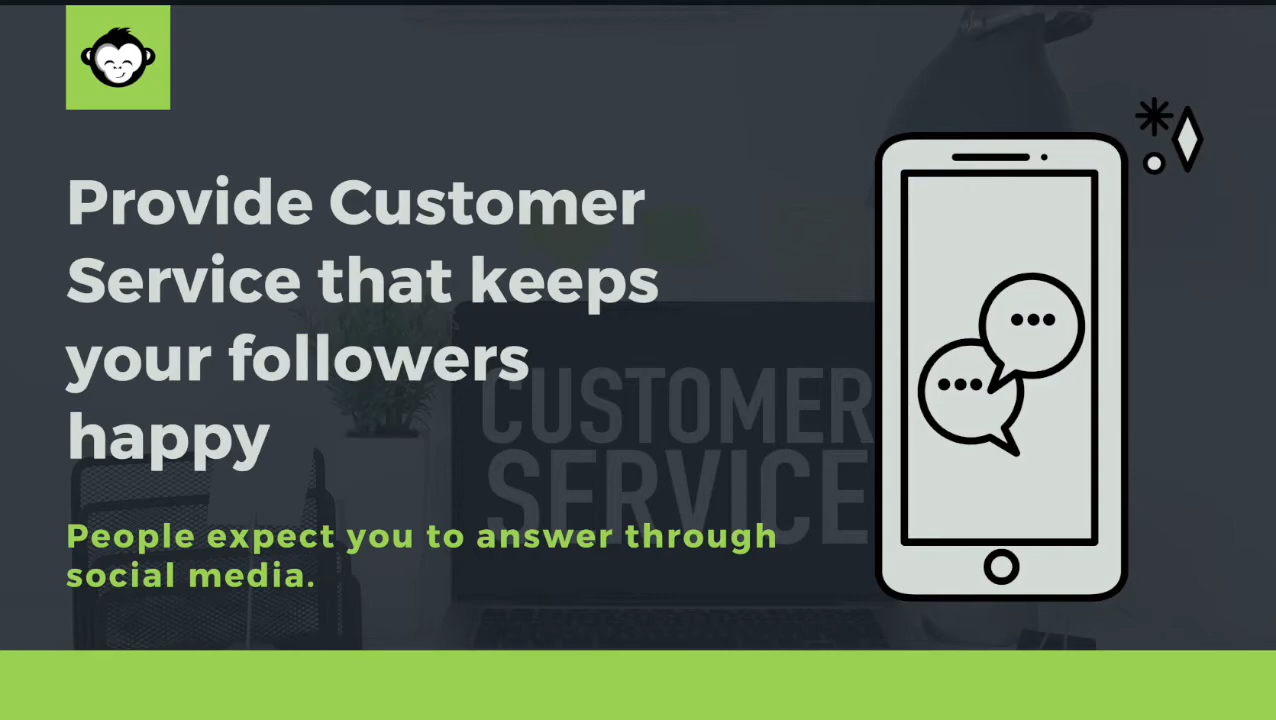 Provide Customer
Service that keeps
your followers
happy
CUSTOMER
SERVICE
People expect you to answer through
social media.